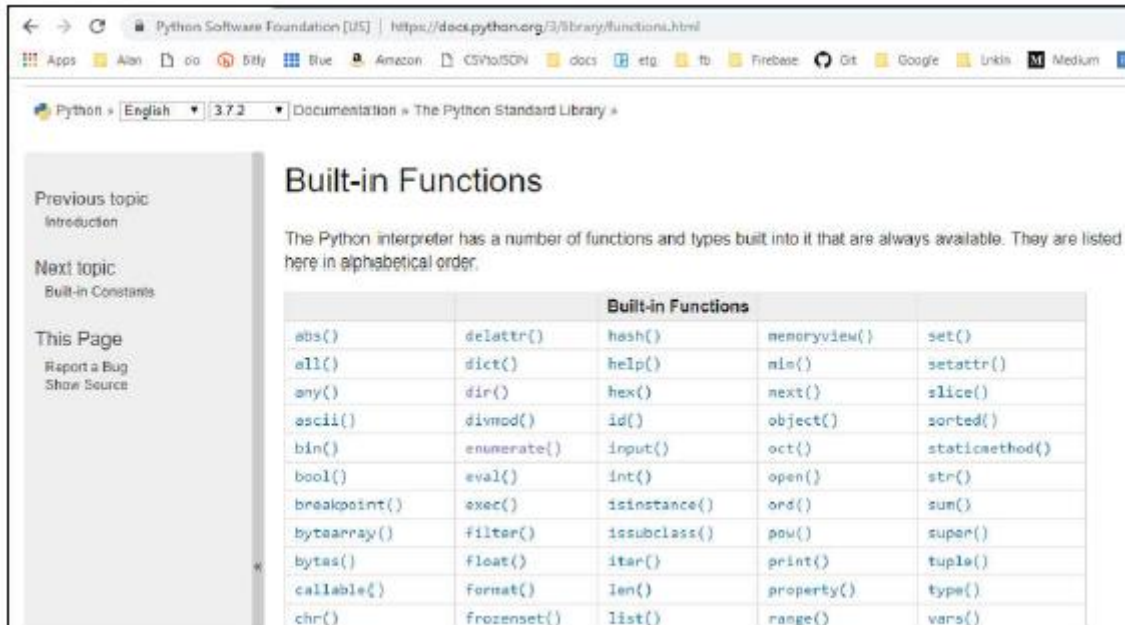 Python Software Foundation [US] | https://docs.python.org/3/library/functions.html
Apps Alan oo Bitly Blue Amazon CSVtoJSON docs etg fb Firebase Git Google LnkIn Medium
Python » English 3.7.2 Documentation » The Python Standard Library »
Previous topic
Introduction
Next topic
Built-in Constants
This Page
Report a Bug
Show Source
«
Built-in Functions
The Python interpreter has a number of functions and types built into it that are always available. They are listed
here in alphabetical order.
Built-in Functions
abs() delattr() hash() memoryview() set()
all() dict() help() min() setattr()
any() dir() hex() next() slice()
ascii() divmod() id() object() sorted()
bin() enumerate() input() oct() staticmethod()
bool() eval() int() open() str()
breakpoint() exec() isinstance() ord() sum()
bytearray() filter() issubclass() pow() super()
bytes() float() iter() print() tuple()
callable() format() len() property() type()
chr() frozenset() list() range() vars()